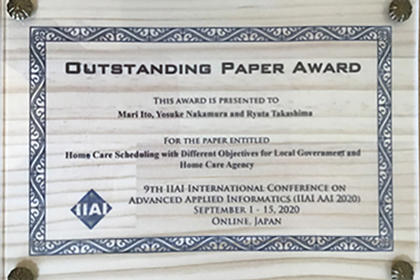 OUTSTANDING PAPER AWARD
THIS AWARD IS PRESENTED TO
Mari Ito, Yosuke Nakamura and Ryuta Takashima
FOR THE PAPER ENTITLED
Home Care Scheduling with Different Objectives for Local Government and
Home Care Agency
9TH IIAI INTERNATIONAL CONFERENCE ON
ADVANCED APPLIED INFORMATICS (IIAI AAI 2020)
SEPTEMBER 1 - 15, 2020
ONLINE, JAPAN
IIAI